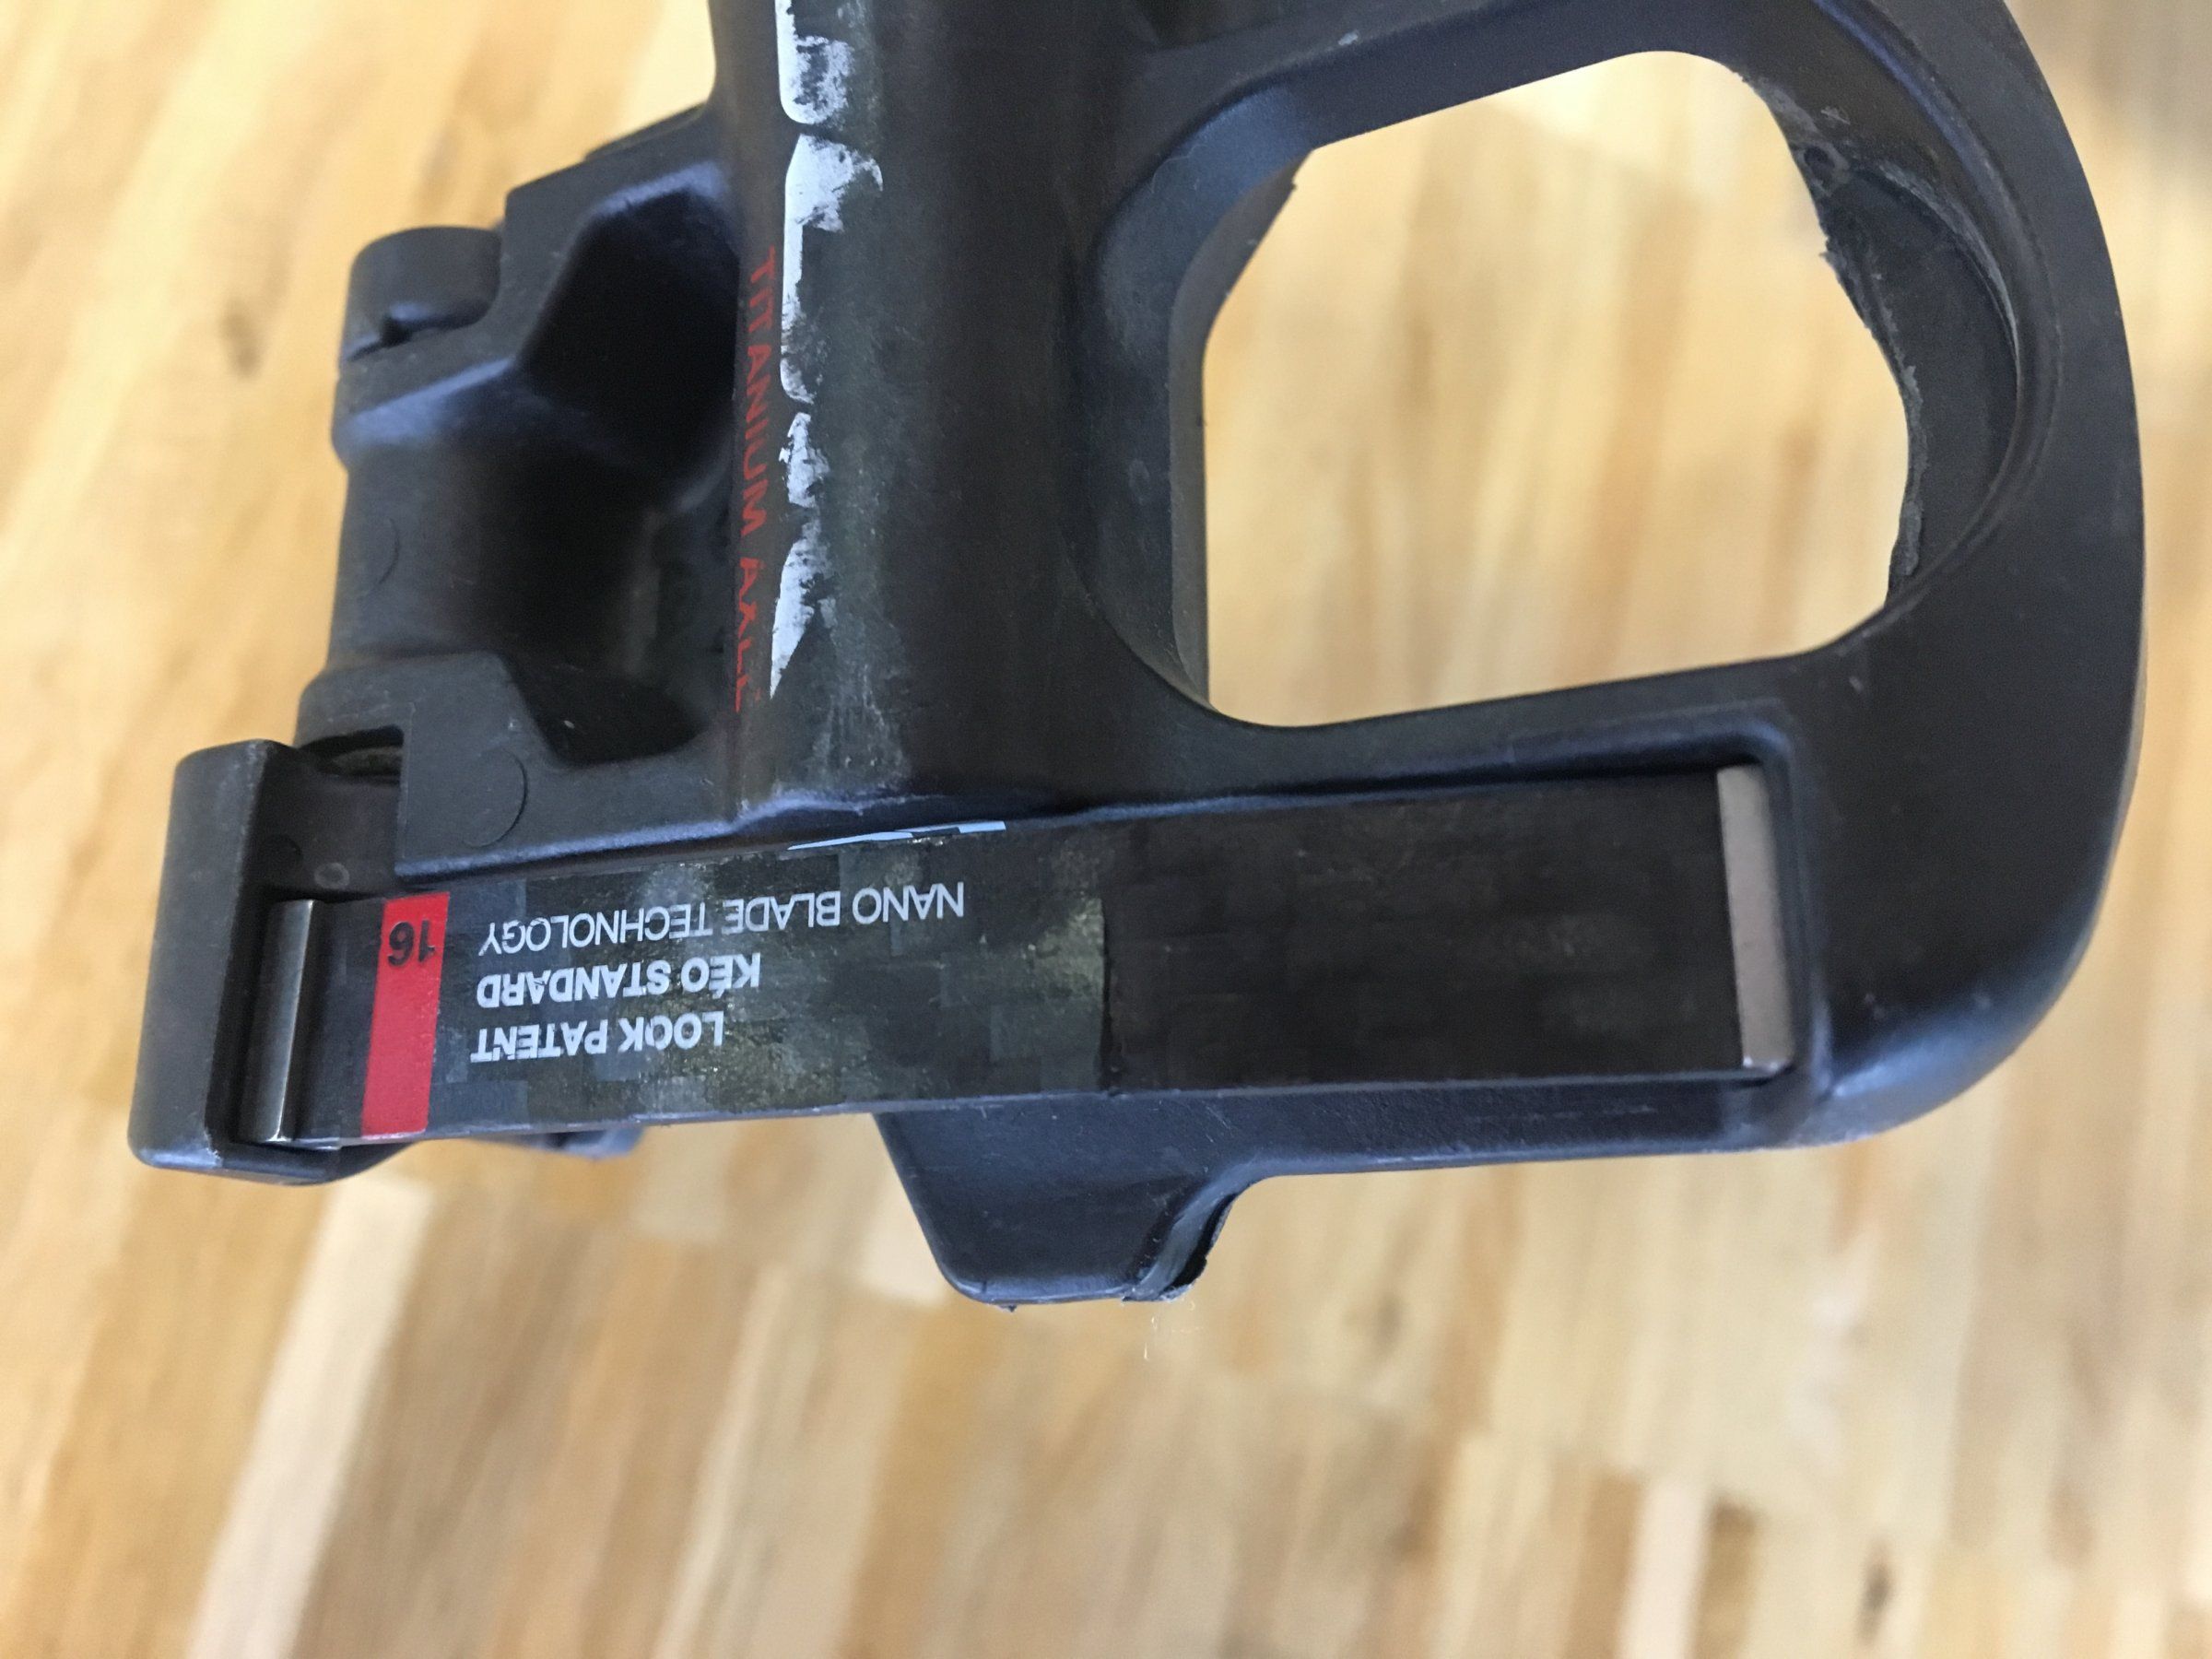 TITANIUM AXLE
16
LOOK PATENT
KÉO STANDARD
NANO BLADE TECHNOLOGY